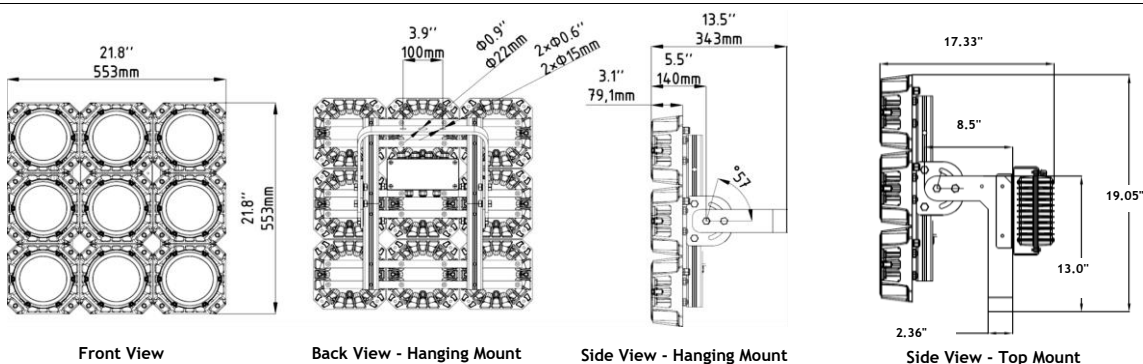 21.8''
553mm
21.8''
553mm
Front View
3.9''
100mm
Φ0.9''
Φ22mm
2×Φ0.6''
2×Φ15mm
Back View - Hanging Mount
13.5''
343mm
5.5''
140mm
3.1''
79,1mm
°57
Side View - Hanging Mount
17.33"
8.5"
19.05"
13.0"
2.36"
Side View - Top Mount